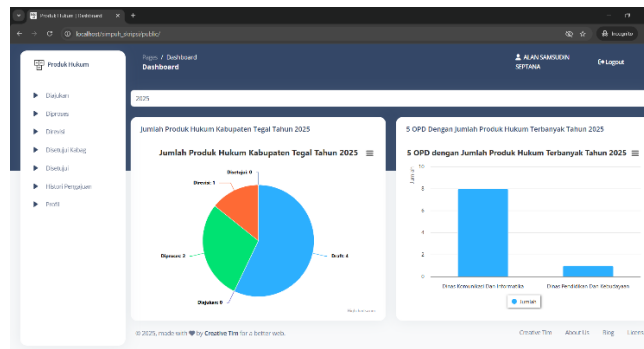 Produk Hukum | Dashboard
localhost/simpuh_skripsi/public/
Incognito
Produk Hukum
Pages / Dashboard
Dashboard
ALAN SAMSUDIN
SEPTANA
Logout
Diajukan
Diproses
Direvisi
Disetujui Kabag
Disetujui
Histori Pengajuan
Profil
2025
Jumlah Produk Hukum Kabupaten Tegal Tahun 2025
Jumlah Produk Hukum Kabupaten Tegal Tahun 2025
Disetujui: 0
Direvisi: 1
Diproses: 2
Diajukan: 0
Draft: 4
5 OPD Dengan Jumlah Produk Hukum Terbanyak Tahun 2025
5 OPD dengan Jumlah Produk Hukum Terbanyak Tahun 2025
Jumlah
10
8
6
4
2
0
Dinas Komunikasi Dan Informatika
Dinas Pendidikan Dan Kebudayaan
Jumlah
© 2025, made with by Creative Tim for a better web.
Creative Tim
About Us
Blog
License